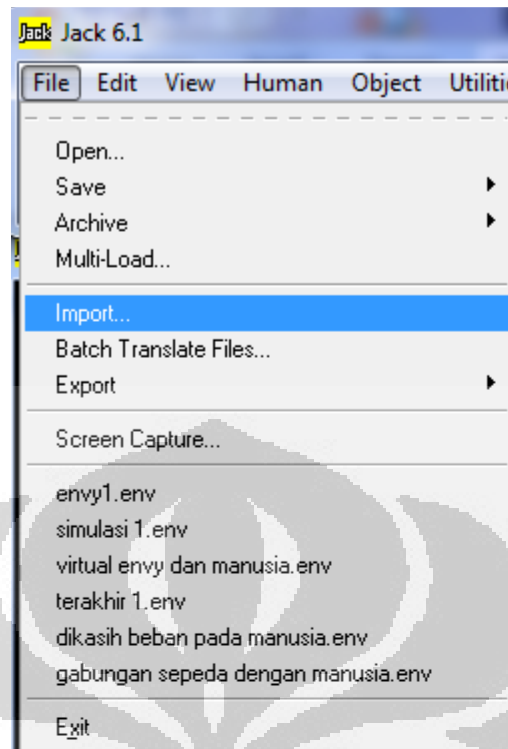 Jack Jack 6.1
File Edit View Human Object Utiliti
Open...
Save
Archive
Multi-Load...
Import...
Batch Translate Files...
Export
Screen Capture...
envy1.env
simulasi 1.env
virtual envy dan manusia.env
terakhir 1.env
dikasih beban pada manusia.env
gabungan sepeda dengan manusia.env
Exit